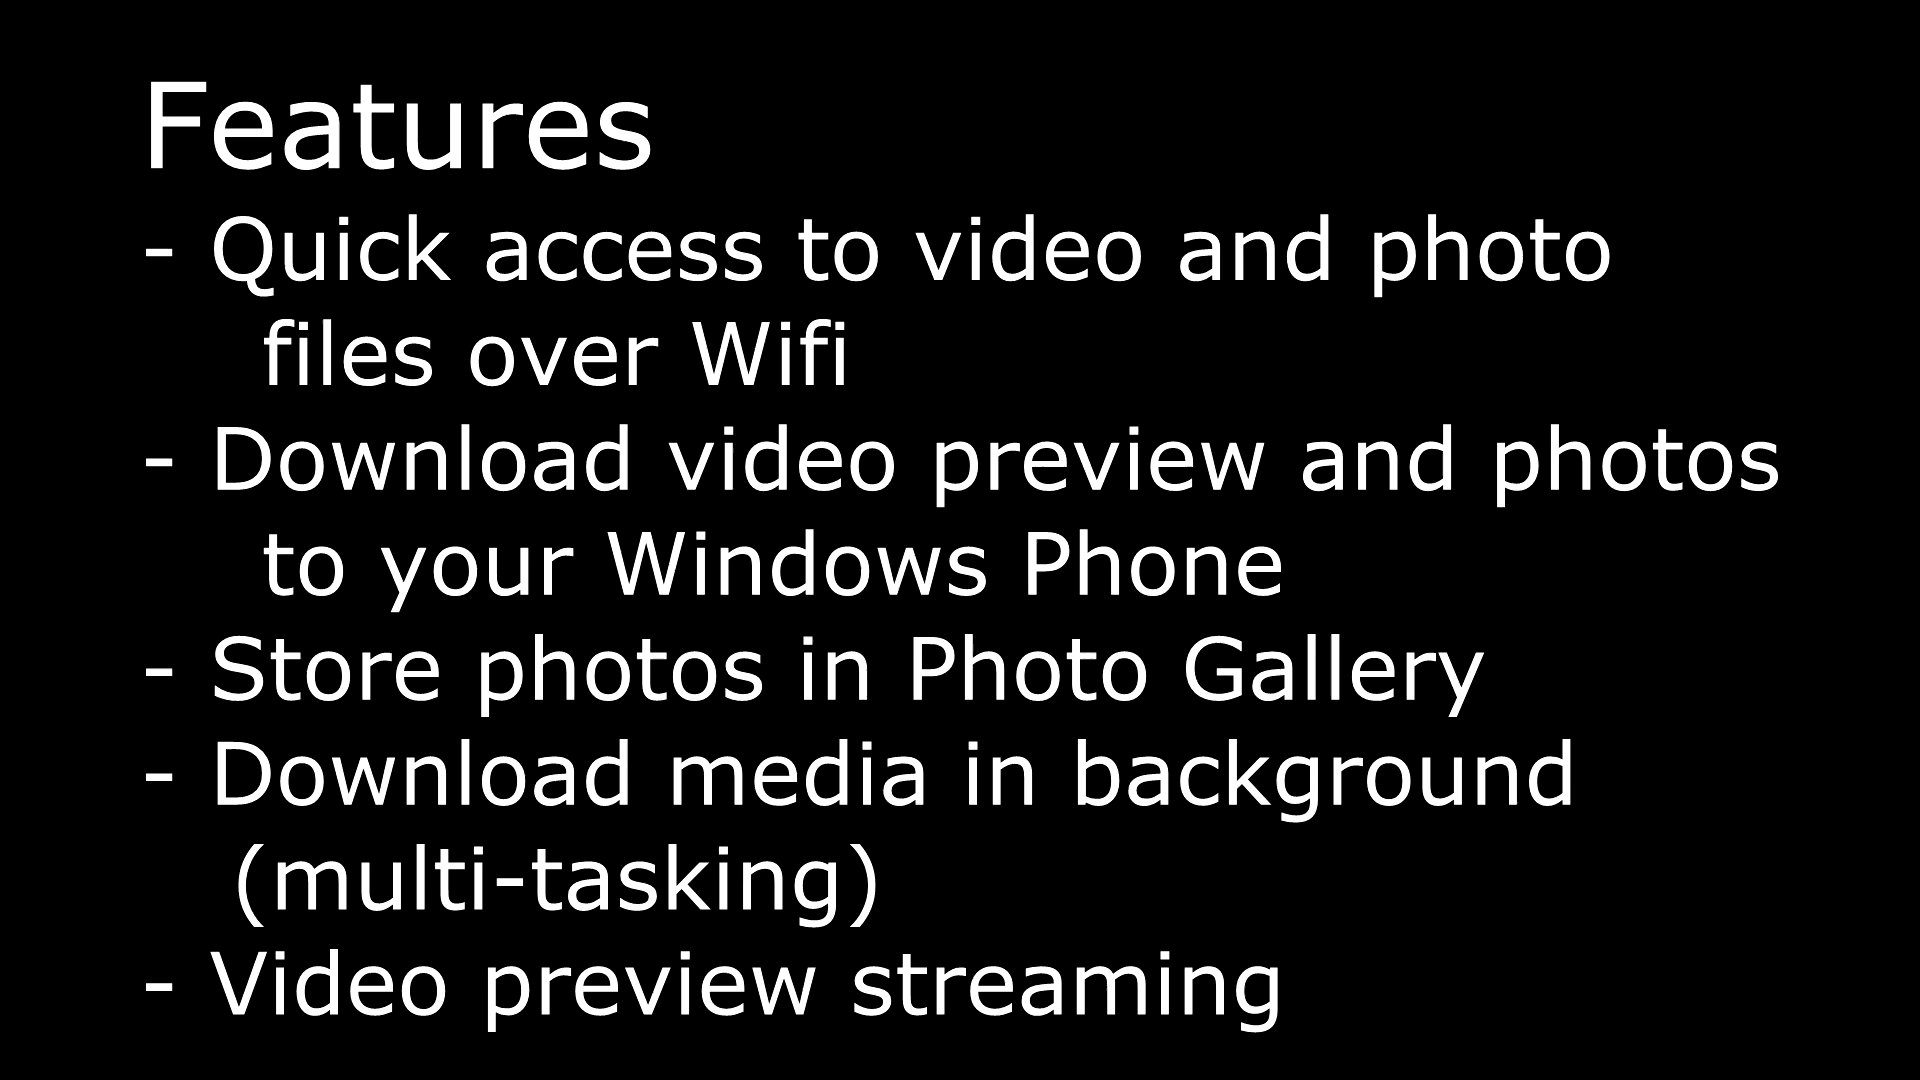 Features
- Quick access to video and photo
files over Wifi
- Download video preview and photos
to your Windows Phone
- Store photos in Photo Gallery
- Download media in background
(multi-tasking)
- Video preview streaming